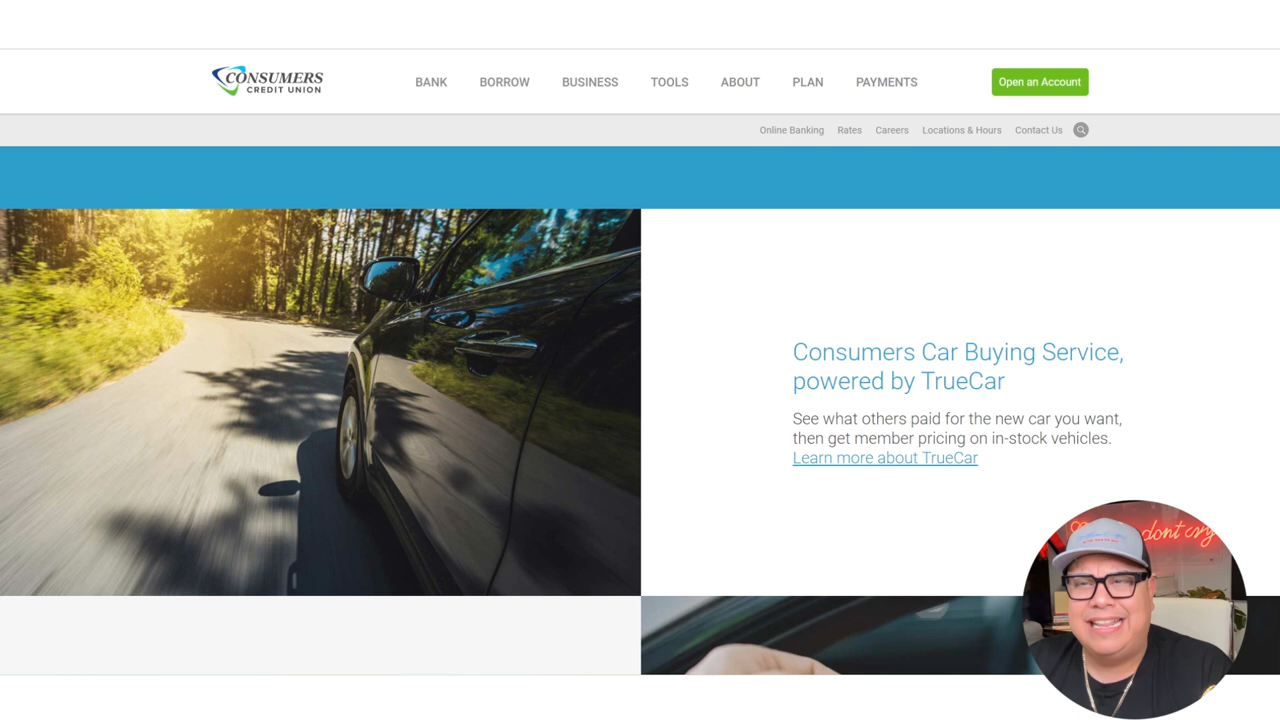 CONSUMERS
CREDIT UNION
BANK BORROW BUSINESS TOOLS ABOUT PLAN PAYMENTS
Open an Account
Online Banking Rates Careers Locations & Hours Contact Us
Consumers Car Buying Service,
powered by TrueCar
See what others paid for the new car you want,
then get member pricing on in-stock vehicles.
Learn more about TrueCar
dont cry